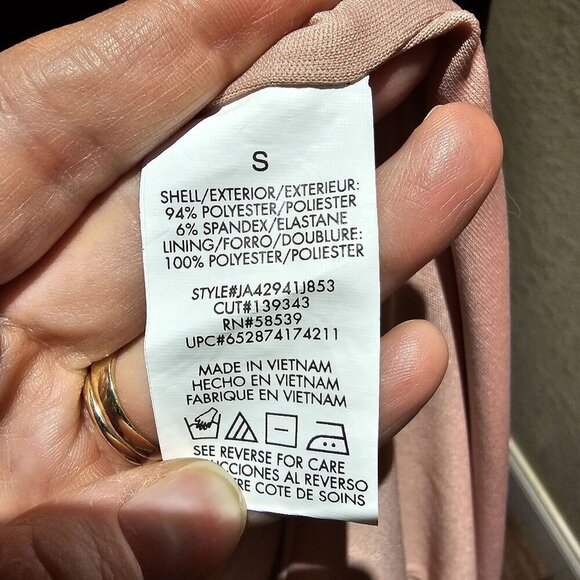 S
SHELL/EXTERIOR/EXTERIEUR:
94% POLYESTER/POLIESTER
6% SPANDEX/ELASTANE
LINING/FORRO/DOUBLURE:
100% POLYESTER/POLIESTER
STYLE#JA42941J853
CUT#139343
RN#58539
UPC#652874174211
MADE IN VIETNAM
HECHO EN VIETNAM
FABRIQUE EN VIETNAM
SEE REVERSE FOR CARE
AL REVERSO
COTE DE SOINS